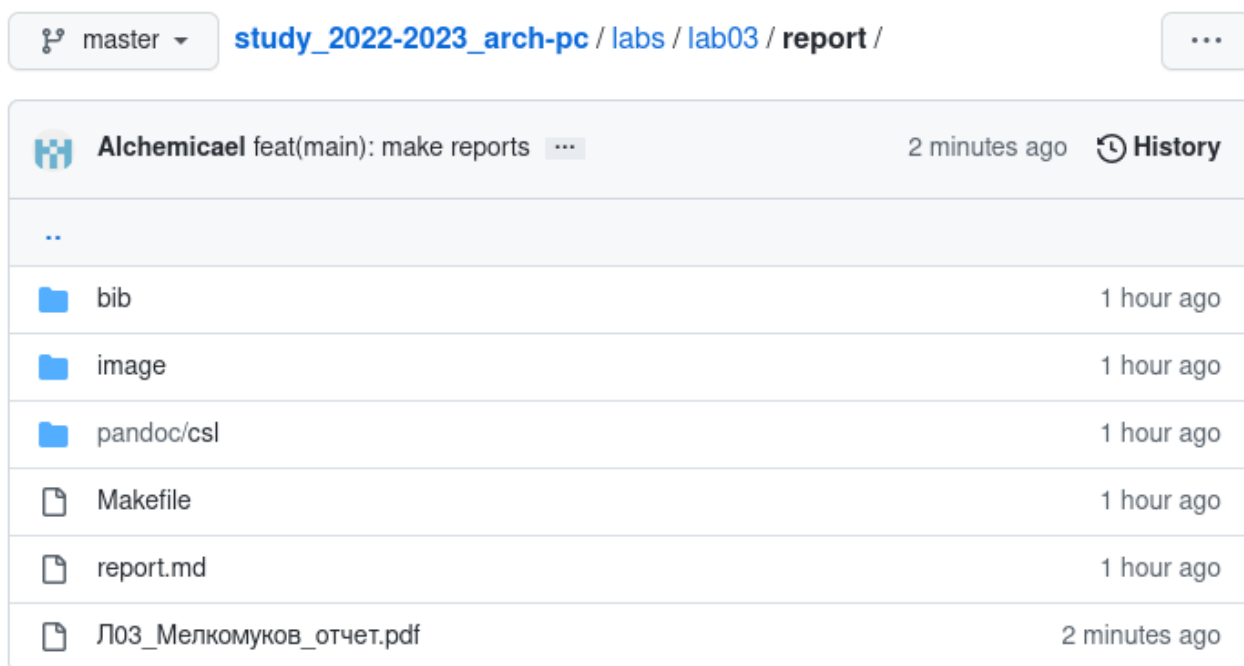 master study_2022-2023_arch-pc / labs / lab03 / report / ...
Alchemicael feat(main): make reports ... 2 minutes ago History
..
bib 1 hour ago
image 1 hour ago
pandoc/csl 1 hour ago
Makefile 1 hour ago
report.md 1 hour ago
Л03_Мелкомуков_отчет.pdf 2 minutes ago